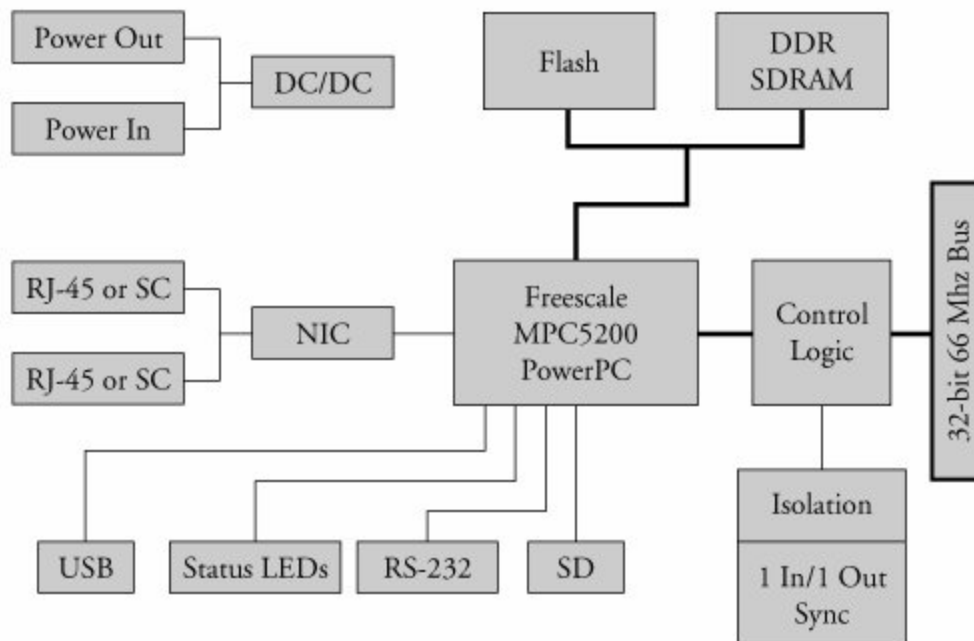 Power Out
Power In
DC/DC
Flash
DDR
SDRAM
RJ-45 or SC
RJ-45 or SC
NIC
Freescale
MPC5200
PowerPC
Control
Logic
32-bit 66 Mhz Bus
USB
Status LEDs
RS-232
SD
Isolation
1 In/1 Out
Sync